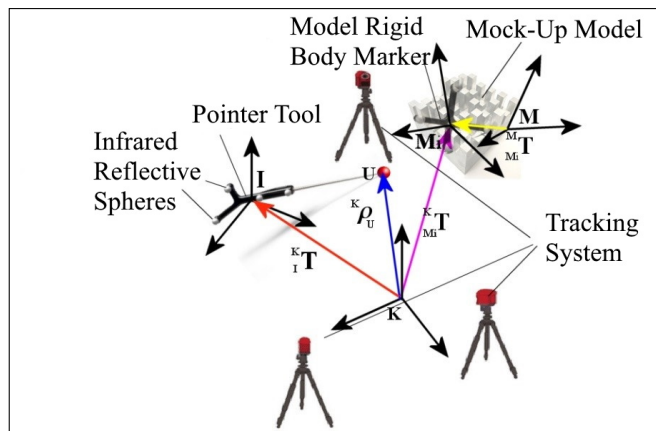 Model Rigid
Body Marker
Mock-Up Model
Pointer Tool
Infrared
Reflective
Spheres
I
U
Mi
M
M
Mi T
K
ρ
U
K
Mi T
K
I T
K
Tracking
System